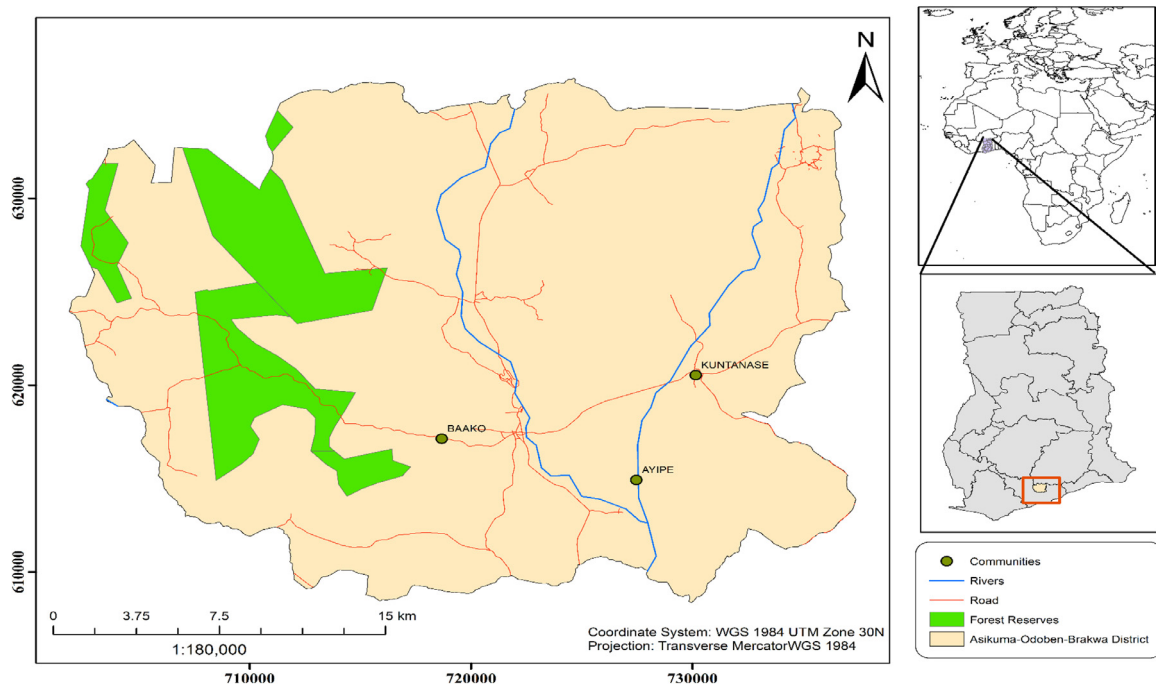 N
630000
620000
610000
KUNTANASE
BAAKO
AYIPE
0 3.75 7.5 15 km
1:180,000
Coordinate System: WGS 1984 UTM Zone 30N
Projection: Transverse MercatorWGS 1984
710000 720000 730000
Communities
Rivers
Road
Forest Reserves
Asikuma-Odoben-Brakwa District